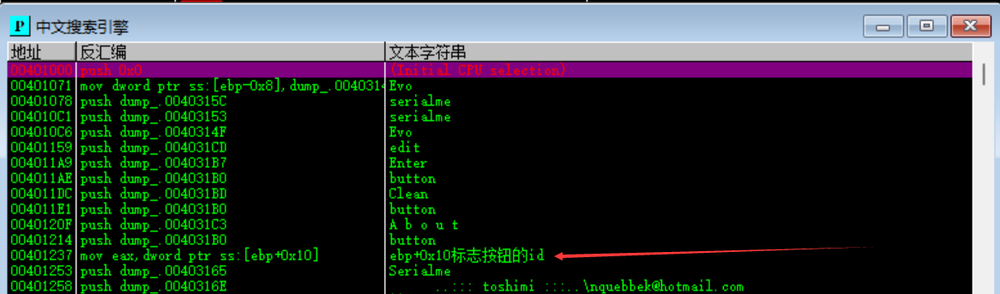 P 中文搜索引擎
地址 反汇编 文本字符串
00401000 push 0x0 (Initial CPU selection)
00401071 mov dword ptr ss:[ebp-0x8],dump_.0040314 Evo
00401078 push dump_.0040315C serialme
004010C1 push dump_.00403153 serialme
004010C6 push dump_.0040314F Evo
00401159 push dump_.004031CD edit
004011A9 push dump_.004031B7 Enter
004011AE push dump_.004031B0 button
004011DC push dump_.004031BD Clean
004011E1 push dump_.004031B0 button
0040120F push dump_.004031C3 A b o u t
00401214 push dump_.004031B0 button
00401237 mov eax,dword ptr ss:[ebp+0x10] ebp+0x10标志按钮的id
00401253 push dump_.00403165 Serialme
00401258 push dump_.0040316E ..::: toshimi :::..\nquebbek@hotmail.com